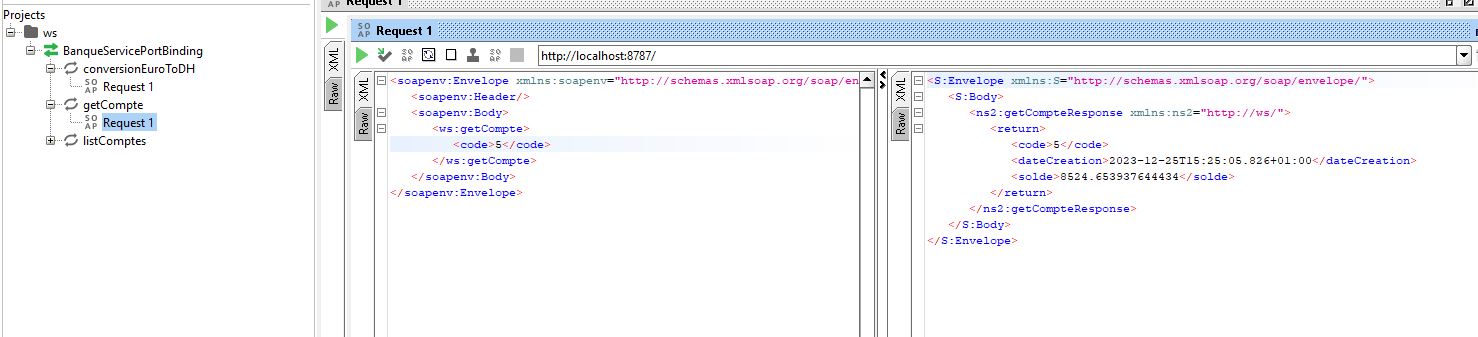 Request 1
Projects
ws
BanqueServicePortBinding
conversionEuroToDH
SO AP Request 1
getCompte
SO AP Request 1
listComptes
XML
Raw
SO AP Request 1
http://localhost:8787/
XML
Raw
<soapenv:Envelope xmlns:soapenv="http://schemas.xmlsoap.org/soap/en
<soapenv:Header/>
<soapenv:Body>
<ws:getCompte>
<code>5</code>
</ws:getCompte>
</soapenv:Body>
</soapenv:Envelope>
XML
Raw
<S:Envelope xmlns:S="http://schemas.xmlsoap.org/soap/envelope/">
<S:Body>
<ns2:getCompteResponse xmlns:ns2="http://ws/">
<return>
<code>5</code>
<dateCreation>2023-12-25T15:25:05.826+01:00</dateCreation>
<solde>8524.653937644434</solde>
</return>
</ns2:getCompteResponse>
</S:Body>
</S:Envelope>